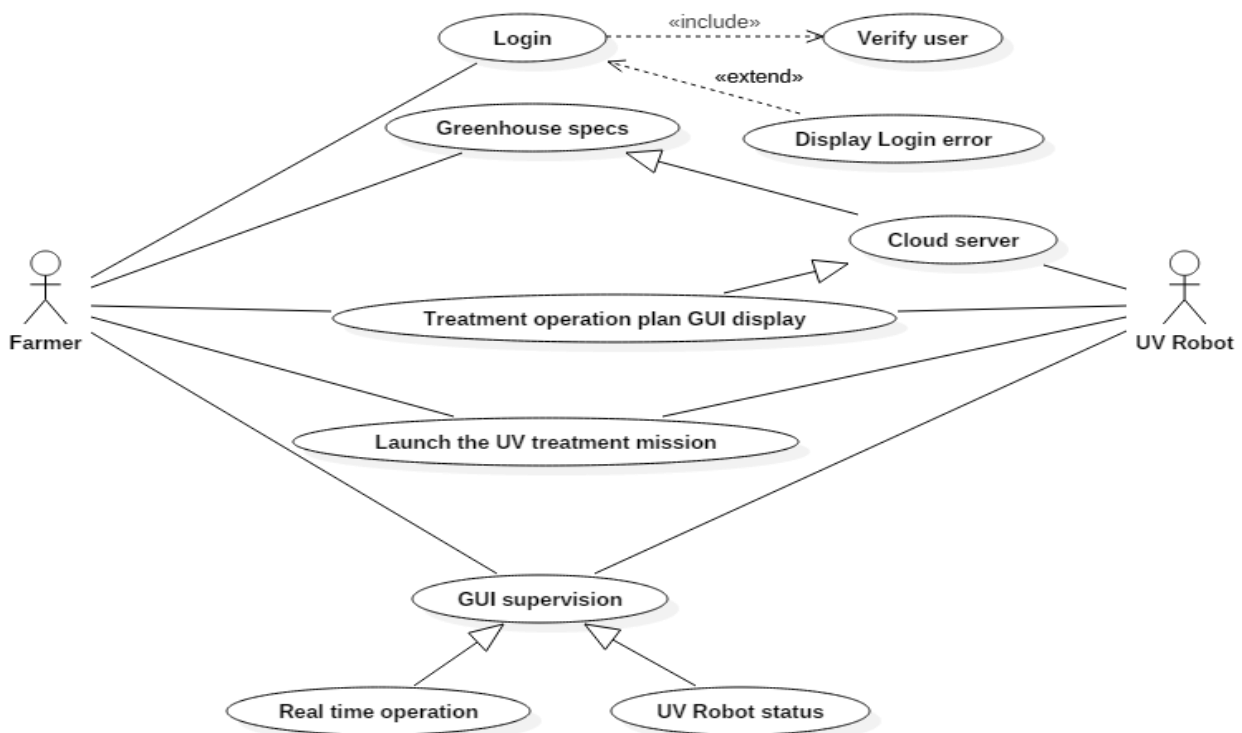 Login
«include»
Verify user
«extend»
Greenhouse specs
Display Login error
Cloud server
Treatment operation plan GUI display
Farmer
UV Robot
Launch the UV treatment mission
GUI supervision
Real time operation
UV Robot status